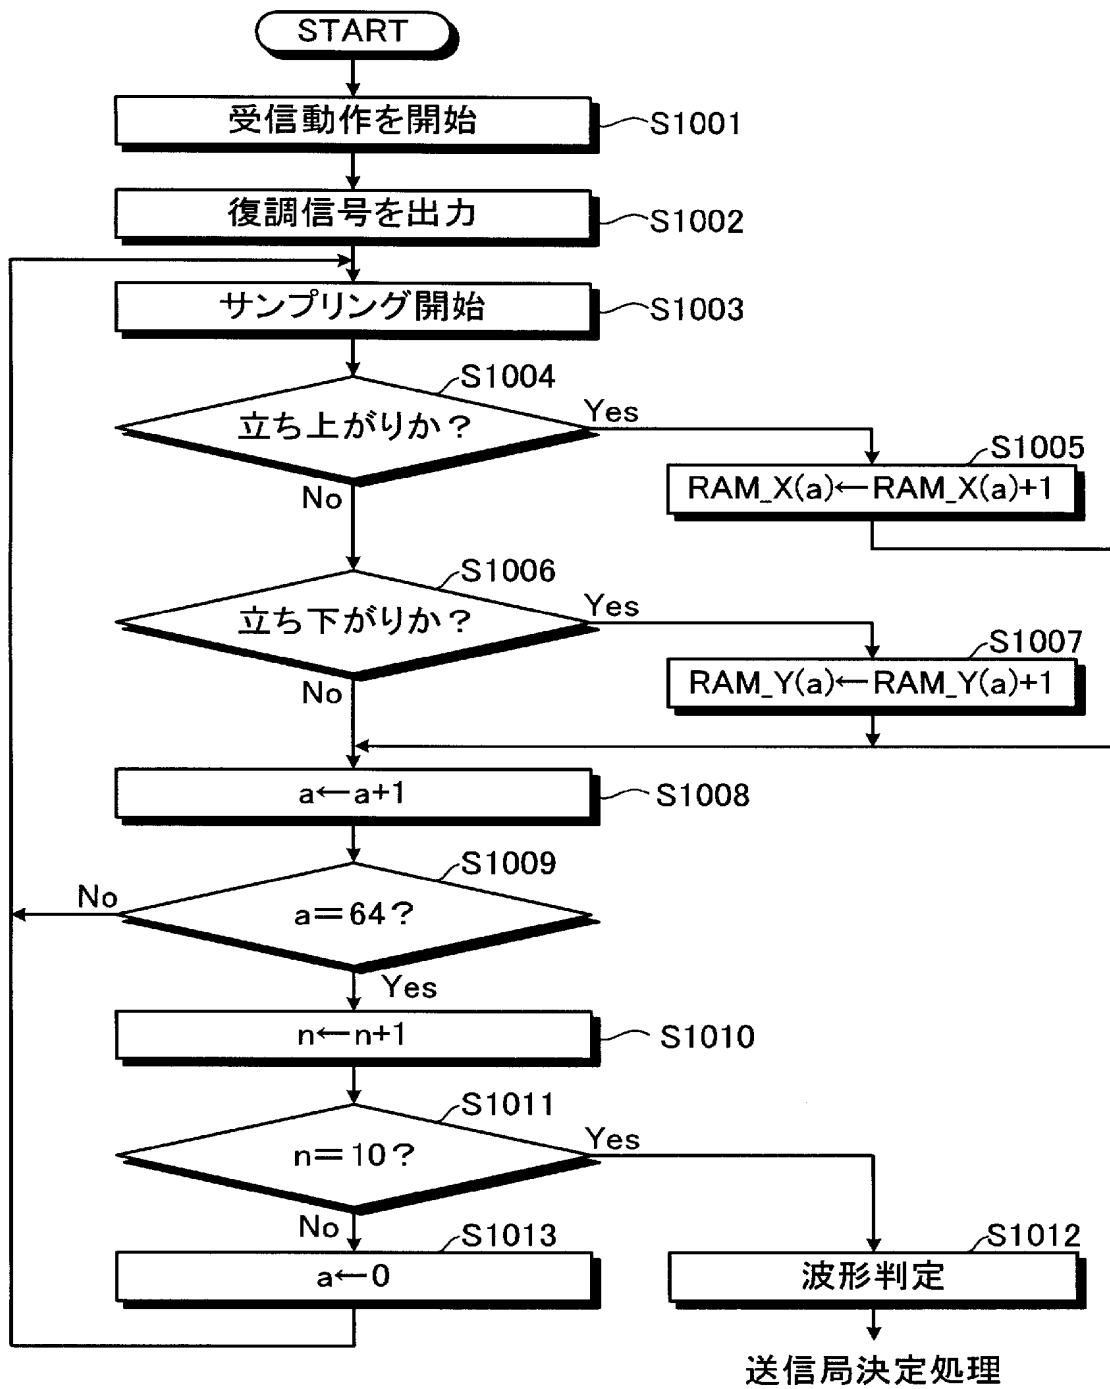 START
受信動作を開始
S1001
復調信号を出力
S1002
サンプリング開始
S1003
S1004
立ち上がりか？
Yes
No
S1005
RAM_X(a)←RAM_X(a)+1
S1006
立ち下がりか？
Yes
No
S1007
RAM_Y(a)←RAM_Y(a)+1
a←a+1
S1008
S1009
No
a＝64？
Yes
n←n+1
S1010
S1011
n＝10？
Yes
No
S1013
a←0
S1012
波形判定
送信局決定処理